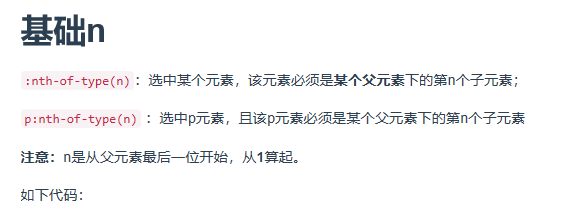 基础n
:nth-of-type(n)：选中某个元素，该元素必须是某个父元素下的第n个子元素；
p:nth-of-type(n)：选中p元素，且该p元素必须是某个父元素下的第n个子元素
注意：n是从父元素最后一位开始，从1算起。
如下代码：